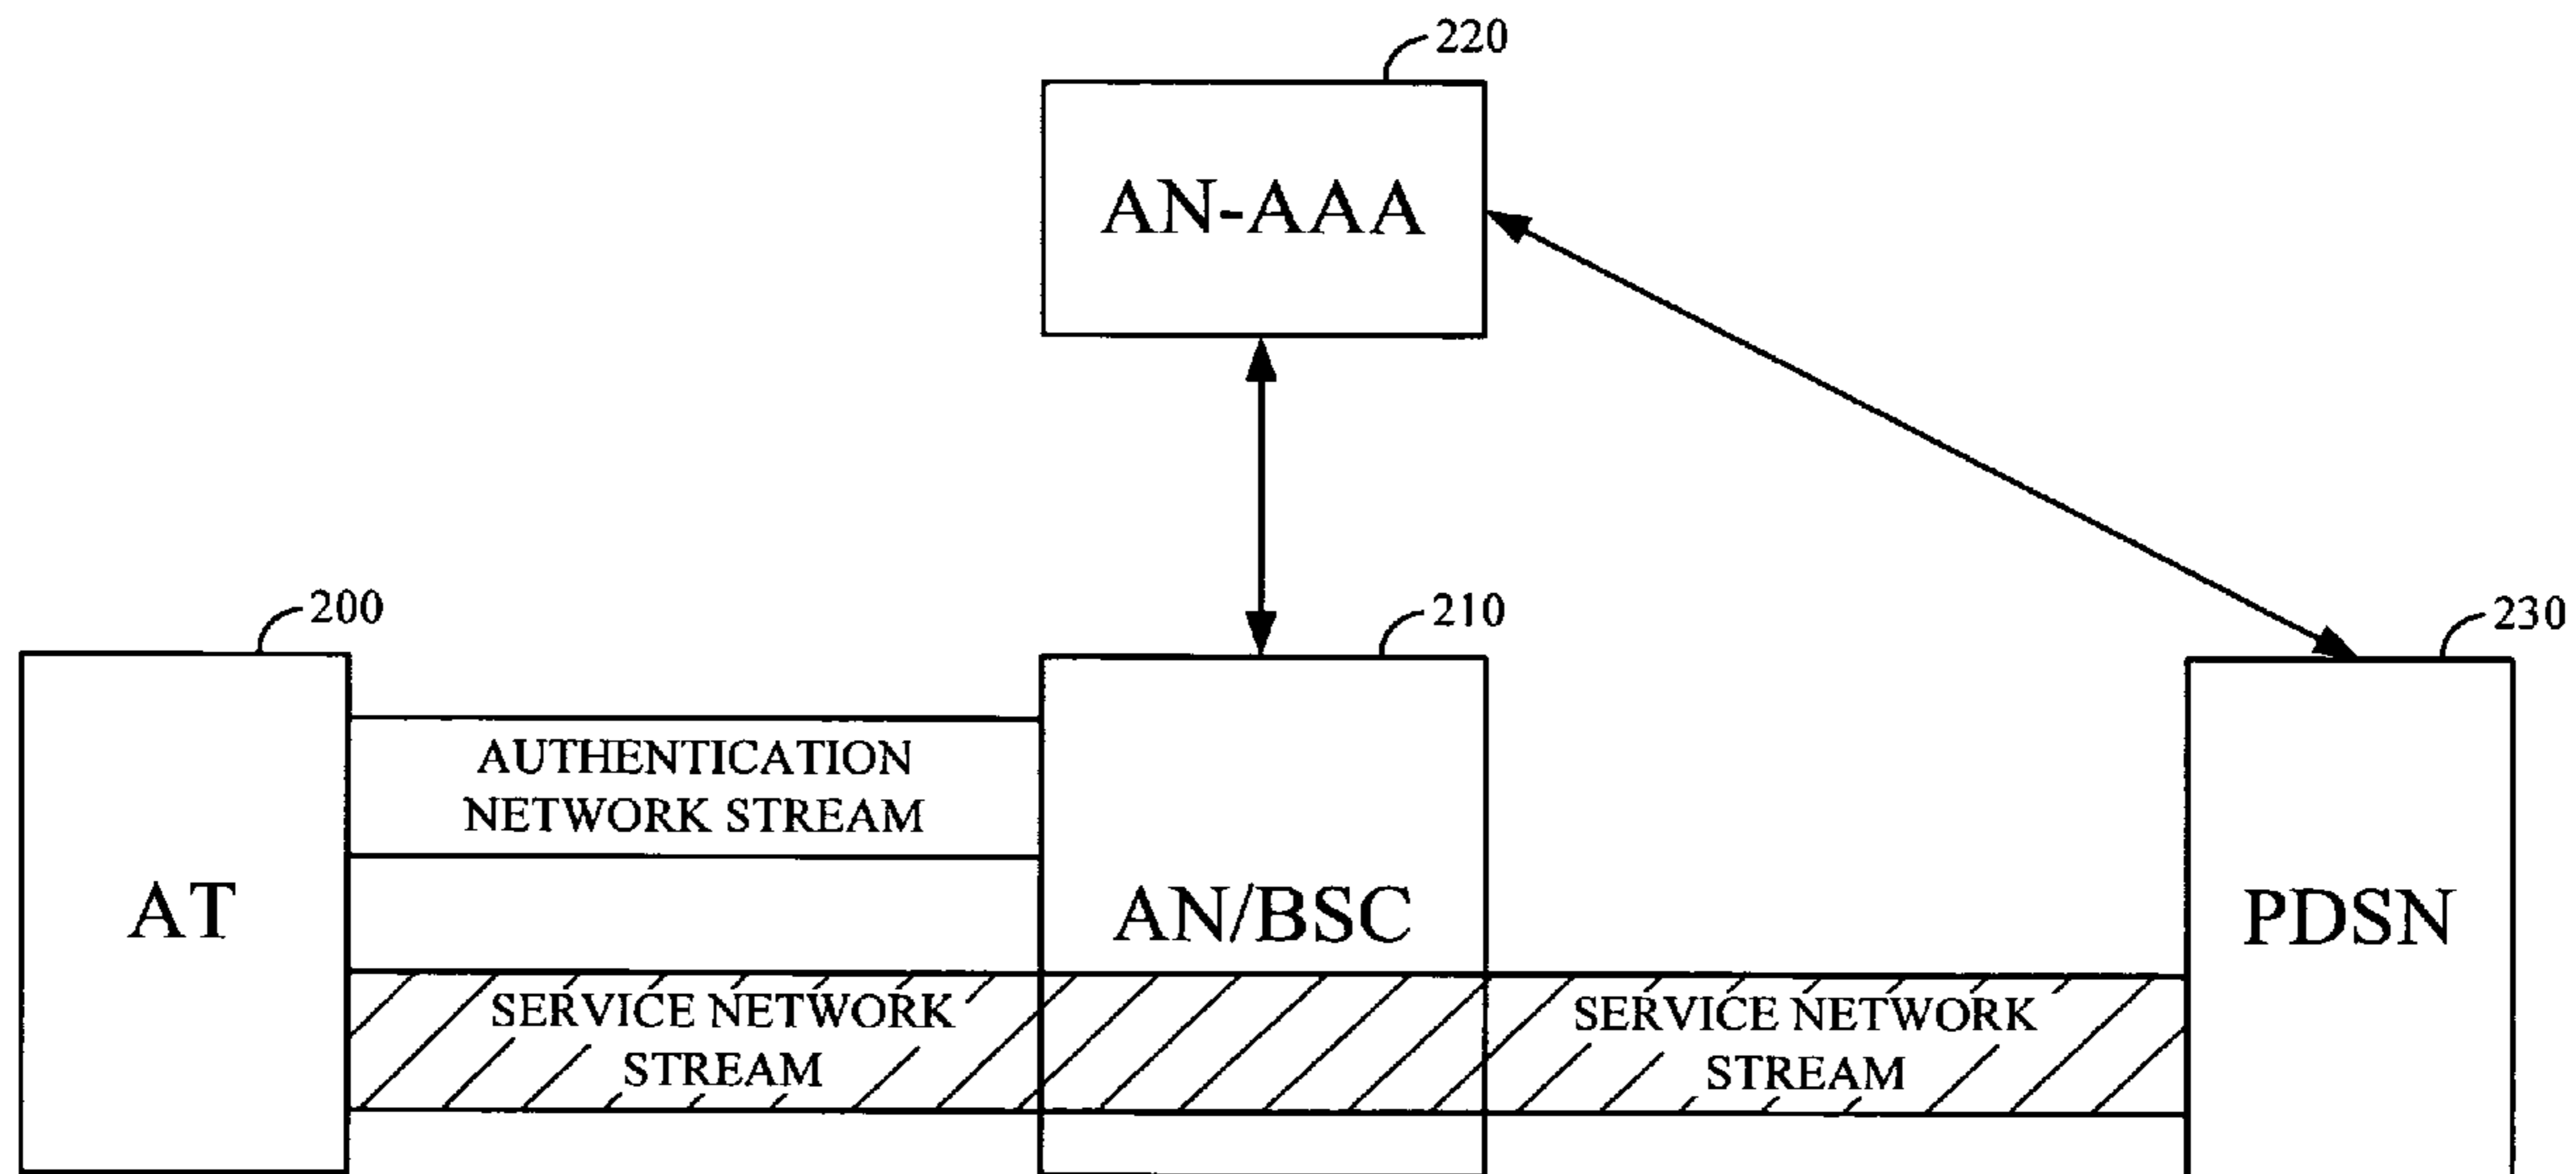 220
AN-AAA
200
210
230
AUTHENTICATION
NETWORK STREAM
AT
AN/BSC
PDSN
SERVICE NETWORK
STREAM
SERVICE NETWORK
STREAM